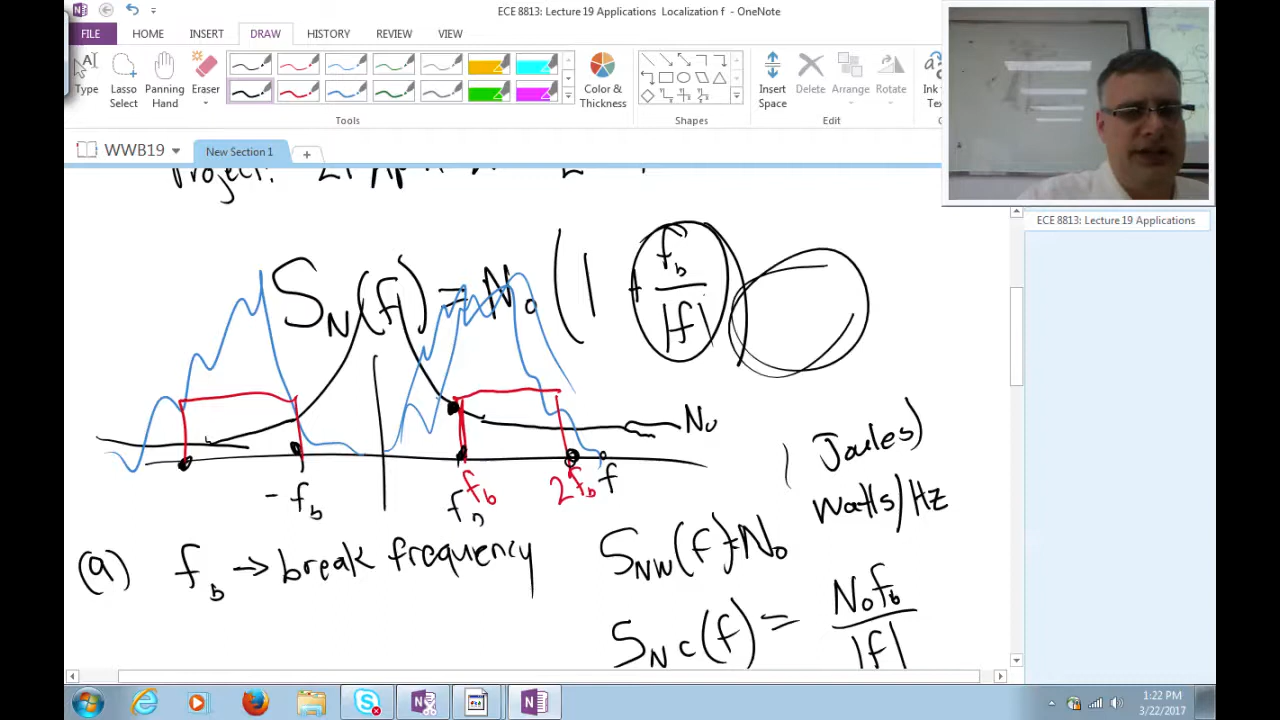 ECE 8813: Lecture 19 Applications Localization f - OneNote
FILE HOME INSERT DRAW HISTORY REVIEW VIEW
Type
Lasso Select
Panning Hand
Eraser
Color & Thickness
Insert Space
Delete
Arrange
Rotate
Tools
Shapes
Edit
WWB19
New Section 1
ECE 8813: Lecture 19 Applications
Project:
S_N(f) = N_0 (1 + f_b/|f|)
N_0
Joules)
Watts/Hz
- f_b
f_b
2f_b
f
(a) f_b → break frequency
S_NW(f) = N_0
S_NC(f) = N_0 f_b/|f|
1:22 PM
3/22/2017